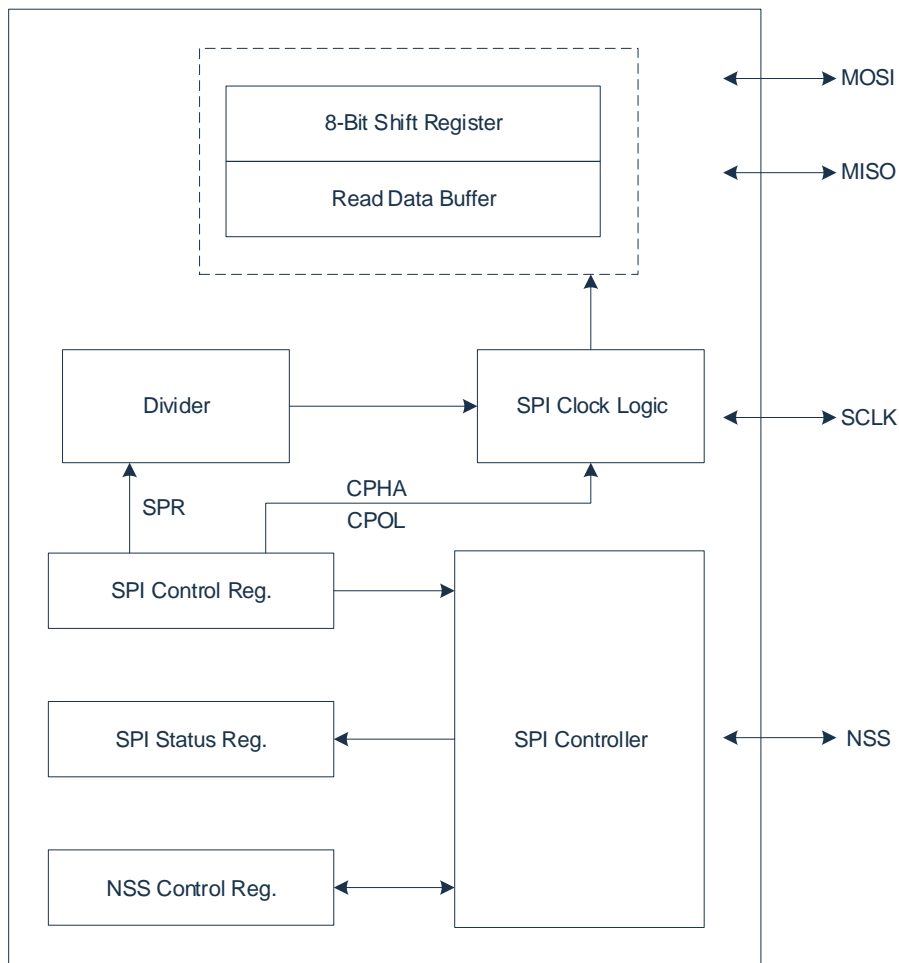 8-Bit Shift Register
Read Data Buffer
MOSI
MISO
Divider
SPI Clock Logic
SCLK
SPR
CPHA
CPOL
SPI Control Reg.
SPI Status Reg.
SPI Controller
NSS
NSS Control Reg.